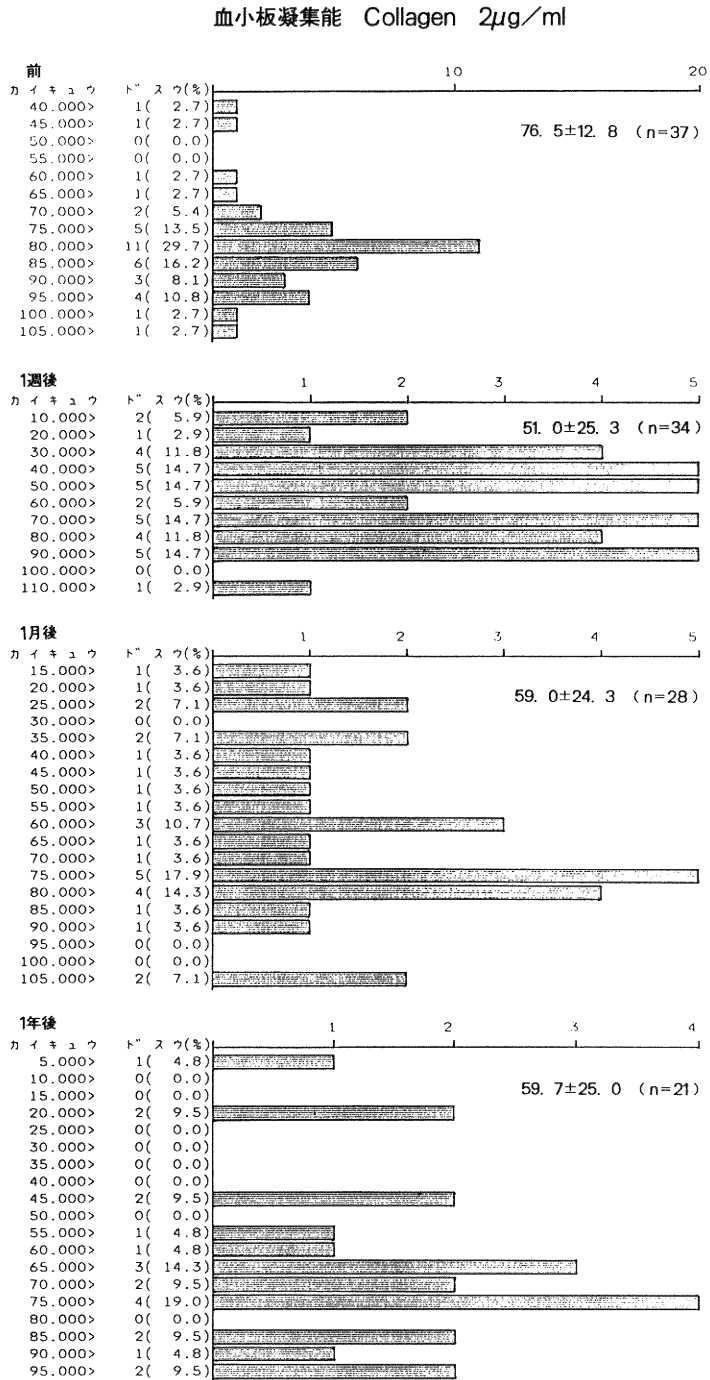 血小板凝集能 Collagen 2μg/ml
前 10 20
カイキュウ ド スウ(%)
40.000> 1( 2.7)
45.000> 1( 2.7)
50.000> 0( 0.0)
76. 5±12. 8 (n=37)
55.000> 0( 0.0)
60.000> 1( 2.7)
65.000> 1( 2.7)
70.000> 2( 5.4)
75.000> 5( 13.5)
80.000> 11( 29.7)
85.000> 6( 16.2)
90.000> 3( 8.1)
95.000> 4( 10.8)
100.000> 1( 2.7)
105.000> 1( 2.7)
1週後 1 2 3 4 5
カイキュウ ド スウ(%)
10.000> 2( 5.9)
20.000> 1( 2.9)
51. 0±25. 3 (n=34)
30.000> 4( 11.8)
40.000> 5( 14.7)
50.000> 5( 14.7)
60.000> 2( 5.9)
70.000> 5( 14.7)
80.000> 4( 11.8)
90.000> 5( 14.7)
100.000> 0( 0.0)
110.000> 1( 2.9)
1月後 1 2 3 4 5
カイキュウ ド スウ(%)
15.000> 1( 3.6)
20.000> 1( 3.6)
25.000> 2( 7.1)
59. 0±24. 3 (n=28)
30.000> 0( 0.0)
35.000> 2( 7.1)
40.000> 1( 3.6)
45.000> 1( 3.6)
50.000> 1( 3.6)
55.000> 1( 3.6)
60.000> 3( 10.7)
65.000> 1( 3.6)
70.000> 1( 3.6)
75.000> 5( 17.9)
80.000> 4( 14.3)
85.000> 1( 3.6)
90.000> 1( 3.6)
95.000> 0( 0.0)
100.000> 0( 0.0)
105.000> 2( 7.1)
1年後 1 2 3 4
カイキュウ ド スウ(%)
5.000> 1( 4.8)
10.000> 0( 0.0)
15.000> 0( 0.0)
59. 7±25. 0 (n=21)
20.000> 2( 9.5)
25.000> 0( 0.0)
30.000> 0( 0.0)
35.000> 0( 0.0)
40.000> 0( 0.0)
45.000> 2( 9.5)
50.000> 0( 0.0)
55.000> 1( 4.8)
60.000> 1( 4.8)
65.000> 3( 14.3)
70.000> 2( 9.5)
75.000> 4( 19.0)
80.000> 0( 0.0)
85.000> 2( 9.5)
90.000> 1( 4.8)
95.000> 2( 9.5)